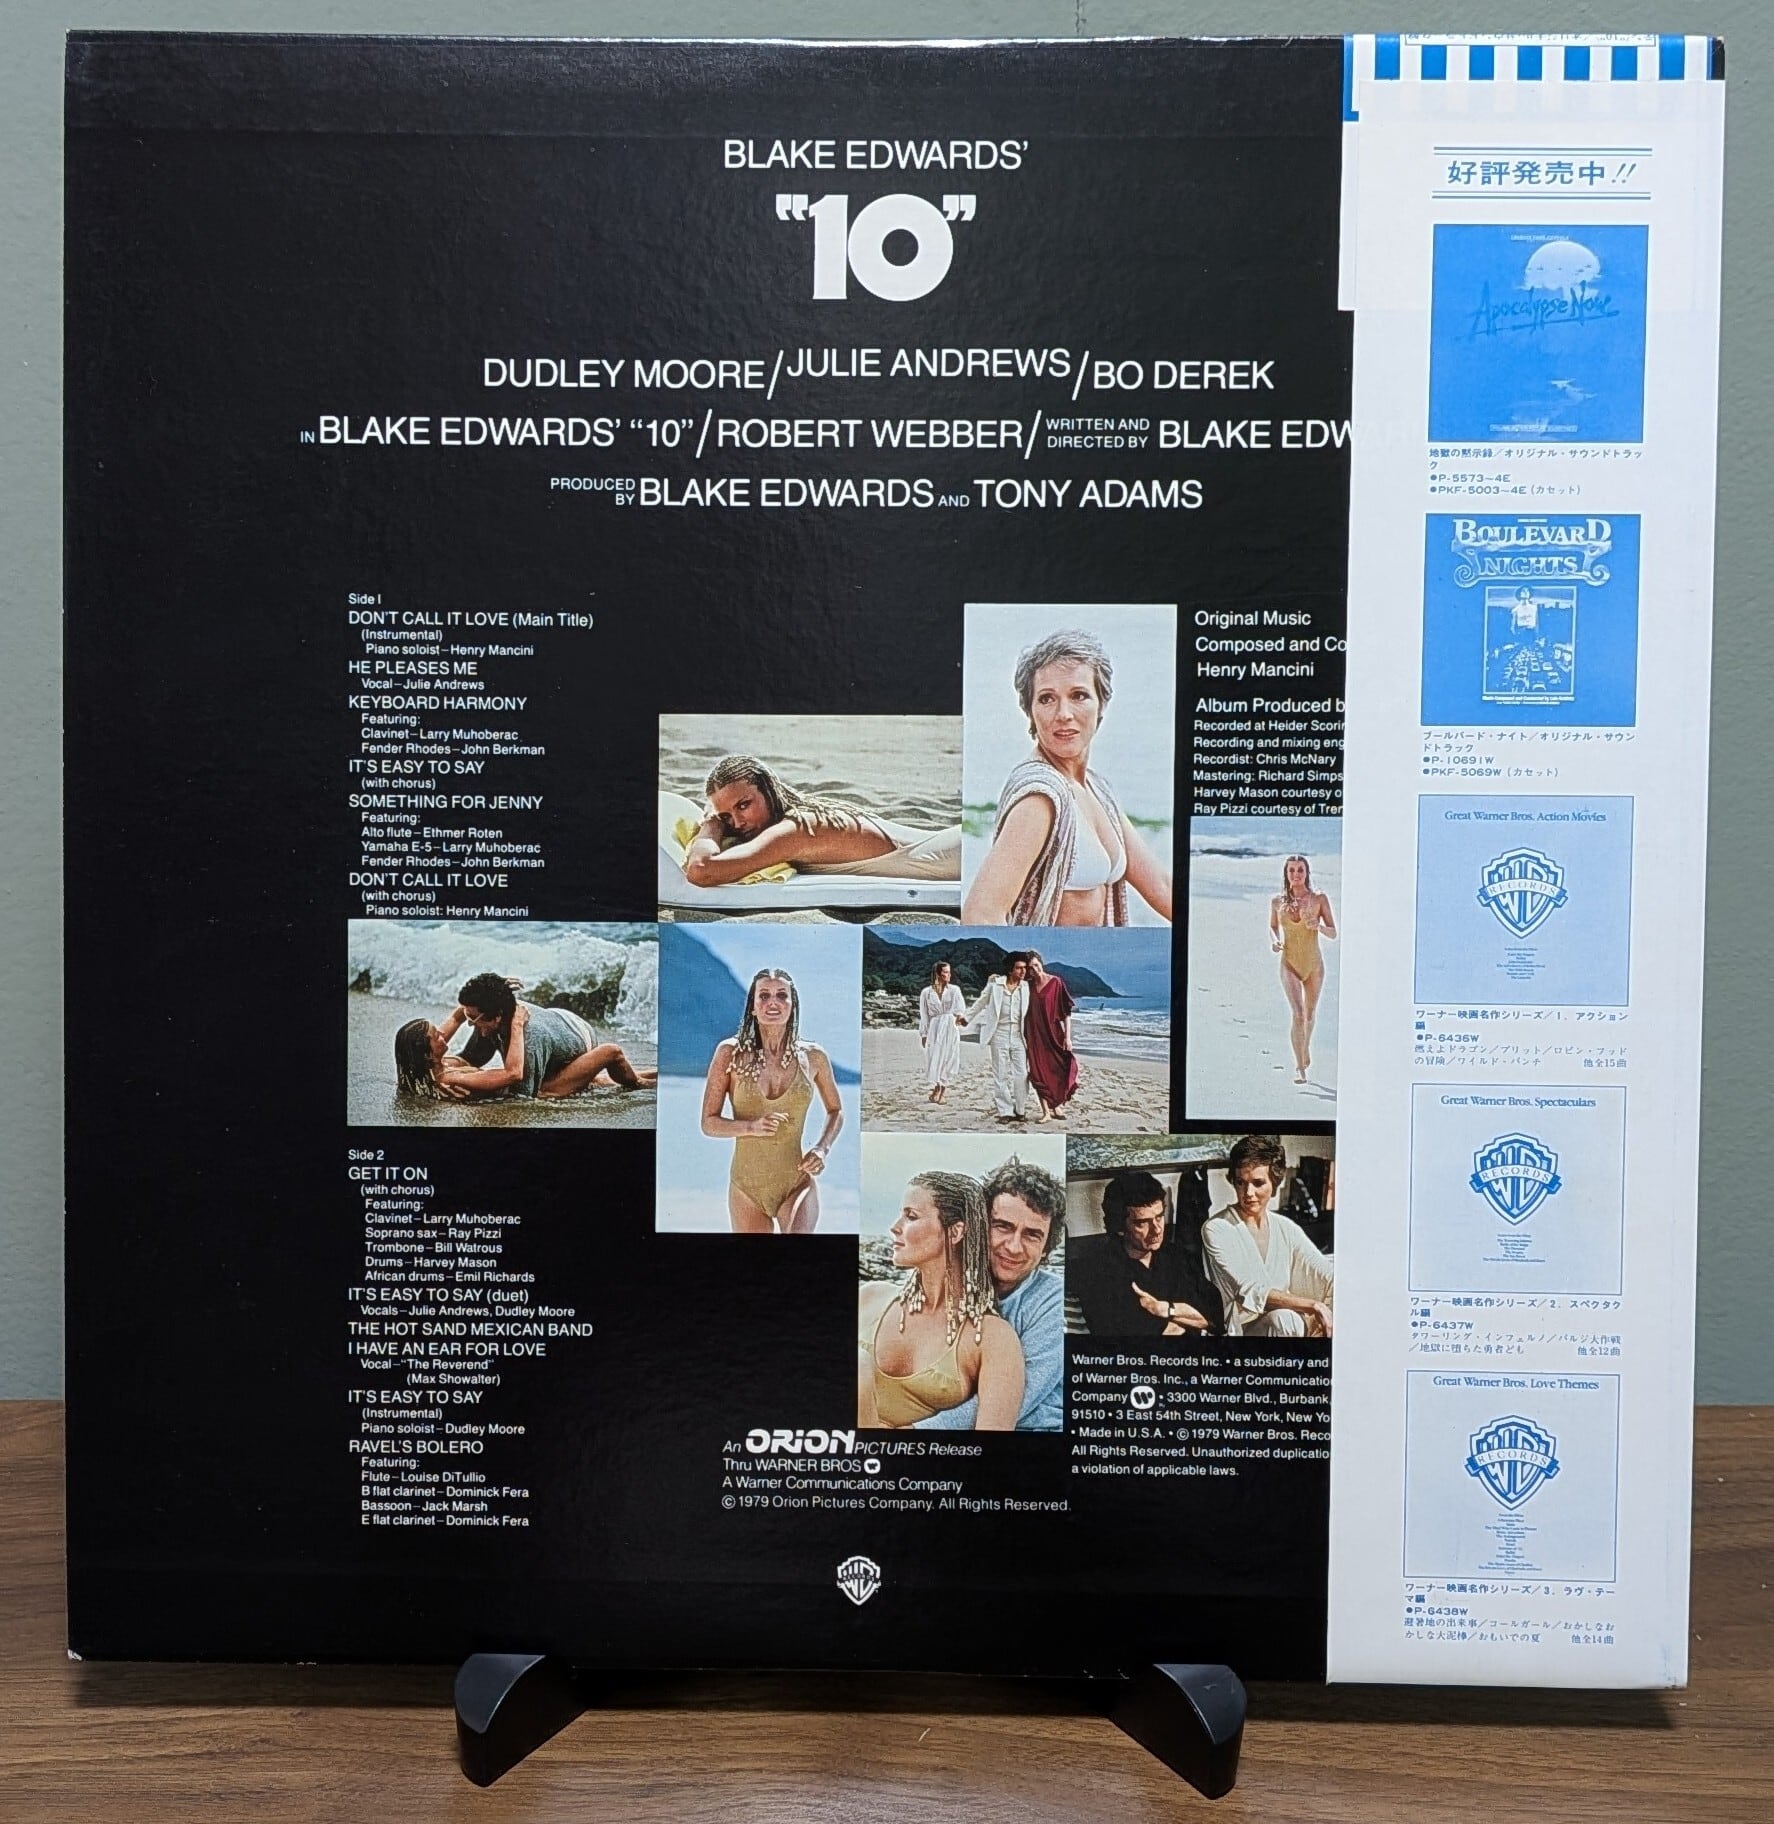 BLAKE EDWARDS'
"10"
DUDLEY MOORE/JULIE ANDREWS/BO DEREK
IN BLAKE EDWARDS' "10"/ROBERT WEBBER/WRITTEN AND DIRECTED BY BLAKE EDW
PRODUCED BY BLAKE EDWARDS AND TONY ADAMS
Side 1
DON'T CALL IT LOVE (Main Title)
(Instrumental)
Piano soloist–Henry Mancini
HE PLEASES ME
Vocal–Julie Andrews
KEYBOARD HARMONY
Featuring:
Clavinet–Larry Muhoberac
Fender Rhodes–John Berkman
IT'S EASY TO SAY
(with chorus)
SOMETHING FOR JENNY
Featuring:
Alto flute–Ethmer Roten
Yamaha E-5–Larry Muhoberac
Fender Rhodes–John Berkman
DON'T CALL IT LOVE
(with chorus)
Piano soloist: Henry Mancini
Original Music
Composed and Co
Henry Mancini
Album Produced b
Recorded at Heider Scorin
Recording and mixing eng
Recordist: Chris McNary
Mastering: Richard Simps
Harvey Mason courtesy o
Ray Pizzi courtesy of Tren
Side 2
GET IT ON
(with chorus)
Featuring:
Clavinet–Larry Muhoberac
Soprano sax–Ray Pizzi
Trombone–Bill Watrous
Drums–Harvey Mason
African drums–Emil Richards
IT'S EASY TO SAY (duet)
Vocals–Julie Andrews, Dudley Moore
THE HOT SAND MEXICAN BAND
I HAVE AN EAR FOR LOVE
Vocal–"The Reverend"
(Max Showalter)
IT'S EASY TO SAY
(Instrumental)
Piano soloist–Dudley Moore
RAVEL'S BOLERO
Featuring:
Flute–Louise DiTullio
B flat clarinet–Dominick Fera
Bassoon–Jack Marsh
E flat clarinet–Dominick Fera
An ORION PICTURES Release
Thru WARNER BROS
A Warner Communications Company
© 1979 Orion Pictures Company. All Rights Reserved.
Warner Bros. Records Inc. • a subsidiary and
of Warner Bros. Inc., a Warner Communicatio
Company • 3300 Warner Blvd., Burbank,
91510 • 3 East 54th Street, New York, New Yo
• Made in U.S.A. • © 1979 Warner Bros. Reco
All Rights Reserved. Unauthorized duplicatio
a violation of applicable laws.
RECORDS
好評発売中!!
Apocalypse Now
地獄の黙示録/オリジナル・サウンドトラッ
ク
●P-5573~4E
●PKF-5003~4E (カセット)
BOULEVARD
NIGHTS
ブールバード・ナイト/オリジナル・サウン
ドトラック
●P-10691W
●PKF-5069W (カセット)
Great Warner Bros. Action Movies
RECORDS
ワーナー映画名作シリーズ/1. アクション
編
●P-6436W
燃えよドラゴン/ブリット/ロビン・フッド
の冒険/ワイルド・バンチ 他全15曲
Great Warner Bros. Spectaculars
RECORDS
ワーナー映画名作シリーズ/2. スペクタク
ル編
●P-6437W
タワーリング・インフェルノ/バルジ大作戦
/地獄に堕ちた勇者ども 他全12曲
Great Warner Bros. Love Themes
RECORDS
ワーナー映画名作シリーズ/3. ラヴ・テー
マ編
●P-6438W
避暑地の出来事/コールガール/おかしなお
かしな大泥棒/おもいでの夏 他全14曲